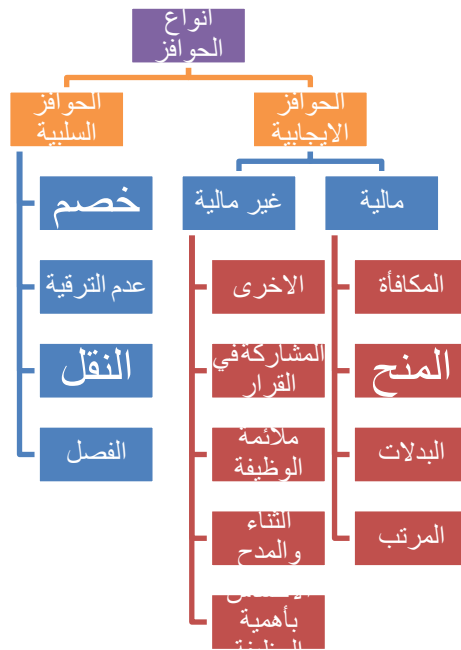 انواع
الحوافز
الحوافز
الايجابية
الحوافز
السلبية
مالية
غير مالية
خصم
المكافأة
الاخرى
عدم الترقية
المنح
المشاركة في
القرار
النقل
البدلات
ملائمة
الوظيفة
الفصل
المرتب
الثناء
والمدح
بأهمية